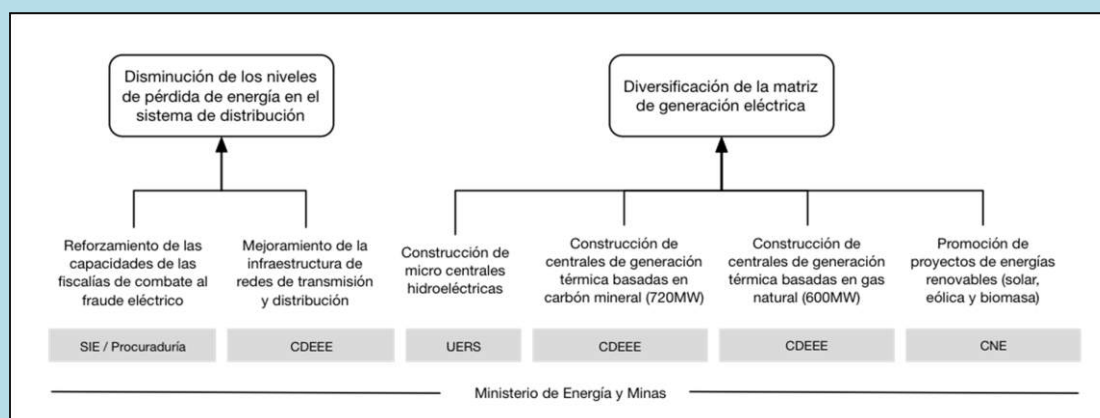 Disminución de los niveles
de pérdida de energía en el
sistema de distribución
Diversificación de la matriz
de generación eléctrica
Reforzamiento de las
capacidades de las
fiscalías de combate al
fraude eléctrico
Mejoramiento de la
infraestructura de
redes de transmisión
y distribución
Construcción de
micro centrales
hidroeléctricas
Construcción de
centrales de generación
térmica basadas en
carbón mineral (720MW)
Construcción de
centrales de generación
térmica basadas en gas
natural (600MW)
Promoción de
proyectos de energías
renovables (solar,
eólica y biomasa)
SIE / Procuraduría
CDEEE
UERS
CDEEE
CDEEE
CNE
Ministerio de Energía y Minas